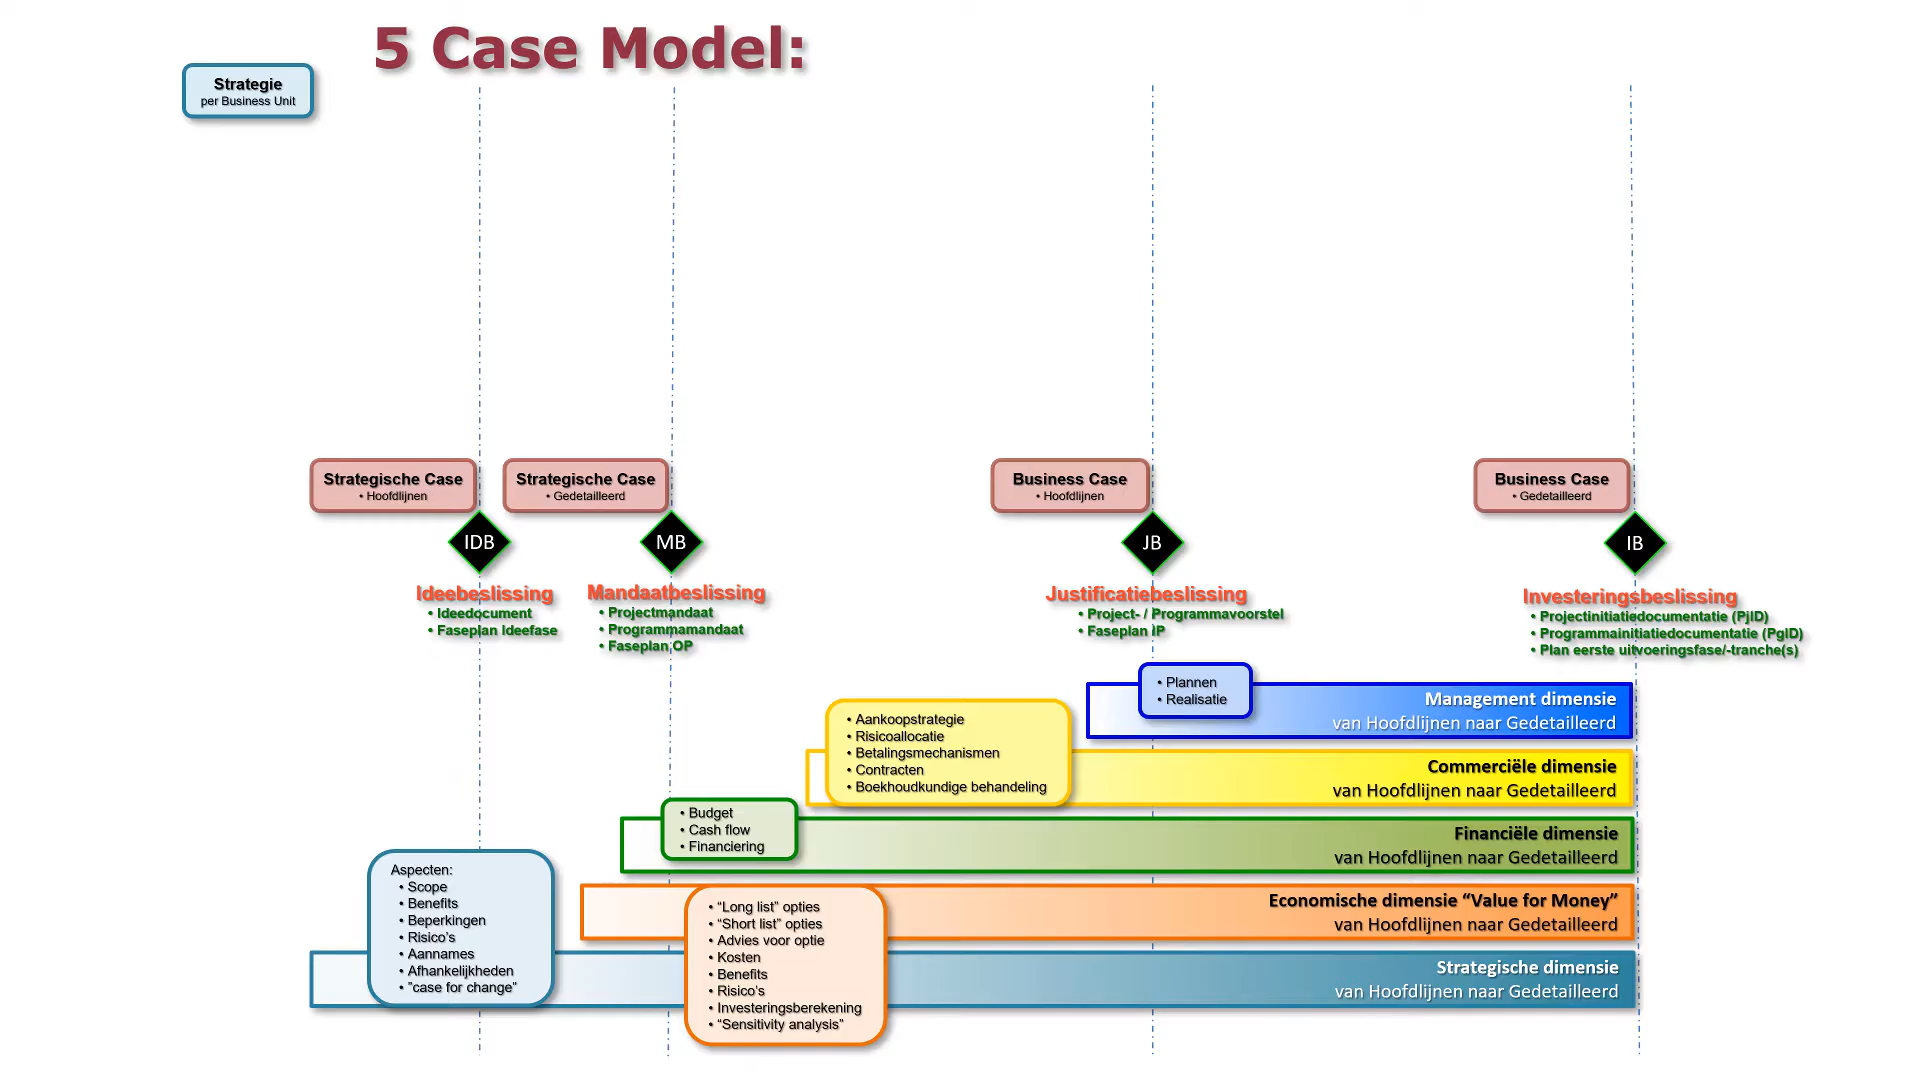 5 Case Model:
Strategie
per Business Unit
Strategische Case
• Hoofdlijnen
Strategische Case
• Gedetailleerd
Business Case
• Hoofdlijnen
Business Case
• Gedetailleerd
IDB
MB
JB
IB
Ideebeslissing
• Ideedocument
• Faseplan Ideefase
Mandaatbeslissing
• Projectmandaat
• Programmamandaat
• Faseplan OP
Justificatiebeslissing
• Project- / Programmavoorstel
• Faseplan IP
Investeringsbeslissing
• Projectinitiatiedocumentatie (PjID)
• Programmainitiatiedocumentatie (PgID)
• Plan eerste uitvoeringsfase/-tranche(s)
• Plannen
• Realisatie
Management dimensie
van Hoofdlijnen naar Gedetailleerd
• Aankoopstrategie
• Risicoallocatie
• Betalingsmechanismen
• Contracten
• Boekhoudkundige behandeling
Commerciële dimensie
van Hoofdlijnen naar Gedetailleerd
• Budget
• Cash flow
• Financiering
Financiële dimensie
van Hoofdlijnen naar Gedetailleerd
Aspecten:
• Scope
• Benefits
• Beperkingen
• Risico’s
• Aannames
• Afhankelijkheden
• ”case for change”
• “Long list” opties
• “Short list” opties
• Advies voor optie
• Kosten
• Benefits
• Risico’s
• Investeringsberekening
• “Sensitivity analysis”
Economische dimensie “Value for Money”
van Hoofdlijnen naar Gedetailleerd
Strategische dimensie
van Hoofdlijnen naar Gedetailleerd